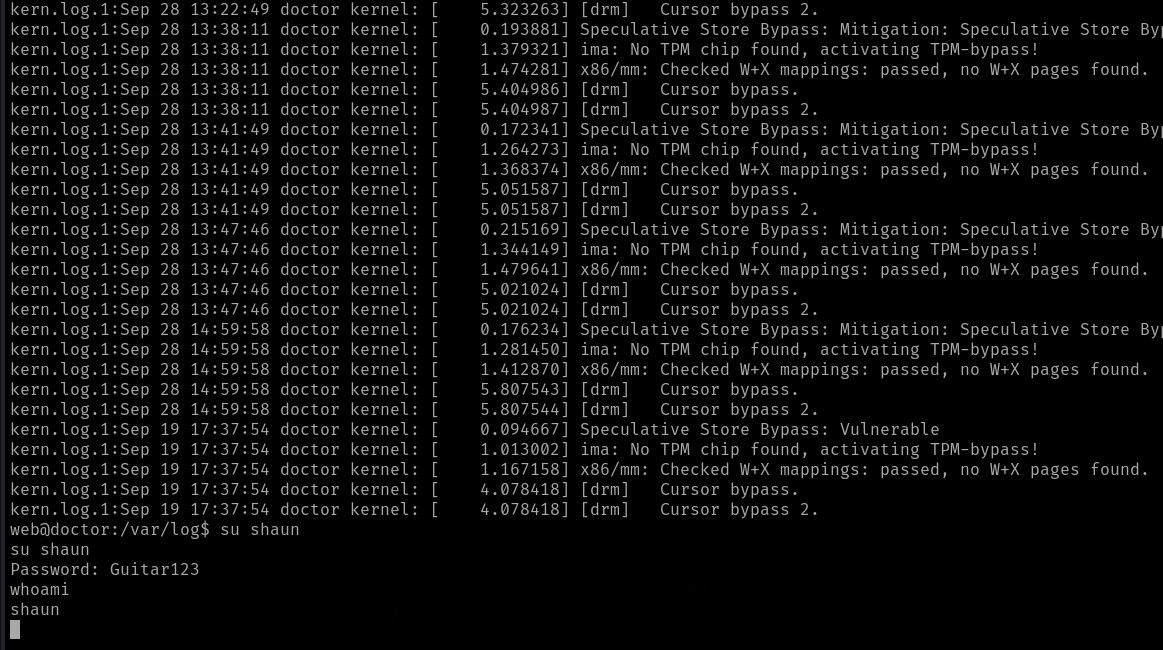 kern.log.1:Sep 28 13:22:49 doctor kernel: [    5.323263] [drm]   Cursor bypass 2.
kern.log.1:Sep 28 13:38:11 doctor kernel: [    0.193881] Speculative Store Bypass: Mitigation: Speculative Store Byp
kern.log.1:Sep 28 13:38:11 doctor kernel: [    1.379321] ima: No TPM chip found, activating TPM-bypass!
kern.log.1:Sep 28 13:38:11 doctor kernel: [    1.474281] x86/mm: Checked W+X mappings: passed, no W+X pages found.
kern.log.1:Sep 28 13:38:11 doctor kernel: [    5.404986] [drm]   Cursor bypass.
kern.log.1:Sep 28 13:38:11 doctor kernel: [    5.404987] [drm]   Cursor bypass 2.
kern.log.1:Sep 28 13:41:49 doctor kernel: [    0.172341] Speculative Store Bypass: Mitigation: Speculative Store Byp
kern.log.1:Sep 28 13:41:49 doctor kernel: [    1.264273] ima: No TPM chip found, activating TPM-bypass!
kern.log.1:Sep 28 13:41:49 doctor kernel: [    1.368374] x86/mm: Checked W+X mappings: passed, no W+X pages found.
kern.log.1:Sep 28 13:41:49 doctor kernel: [    5.051587] [drm]   Cursor bypass.
kern.log.1:Sep 28 13:41:49 doctor kernel: [    5.051587] [drm]   Cursor bypass 2.
kern.log.1:Sep 28 13:47:46 doctor kernel: [    0.215169] Speculative Store Bypass: Mitigation: Speculative Store Byp
kern.log.1:Sep 28 13:47:46 doctor kernel: [    1.344149] ima: No TPM chip found, activating TPM-bypass!
kern.log.1:Sep 28 13:47:46 doctor kernel: [    1.479641] x86/mm: Checked W+X mappings: passed, no W+X pages found.
kern.log.1:Sep 28 13:47:46 doctor kernel: [    5.021024] [drm]   Cursor bypass.
kern.log.1:Sep 28 13:47:46 doctor kernel: [    5.021024] [drm]   Cursor bypass 2.
kern.log.1:Sep 28 14:59:58 doctor kernel: [    0.176234] Speculative Store Bypass: Mitigation: Speculative Store Byp
kern.log.1:Sep 28 14:59:58 doctor kernel: [    1.281450] ima: No TPM chip found, activating TPM-bypass!
kern.log.1:Sep 28 14:59:58 doctor kernel: [    1.412870] x86/mm: Checked W+X mappings: passed, no W+X pages found.
kern.log.1:Sep 28 14:59:58 doctor kernel: [    5.807543] [drm]   Cursor bypass.
kern.log.1:Sep 28 14:59:58 doctor kernel: [    5.807544] [drm]   Cursor bypass 2.
kern.log.1:Sep 19 17:37:54 doctor kernel: [    0.094667] Speculative Store Bypass: Vulnerable
kern.log.1:Sep 19 17:37:54 doctor kernel: [    1.013002] ima: No TPM chip found, activating TPM-bypass!
kern.log.1:Sep 19 17:37:54 doctor kernel: [    1.167158] x86/mm: Checked W+X mappings: passed, no W+X pages found.
kern.log.1:Sep 19 17:37:54 doctor kernel: [    4.078418] [drm]   Cursor bypass.
kern.log.1:Sep 19 17:37:54 doctor kernel: [    4.078418] [drm]   Cursor bypass 2.
web@doctor:/var/log$ su shaun
su shaun
Password: Guitar123
whoami
shaun